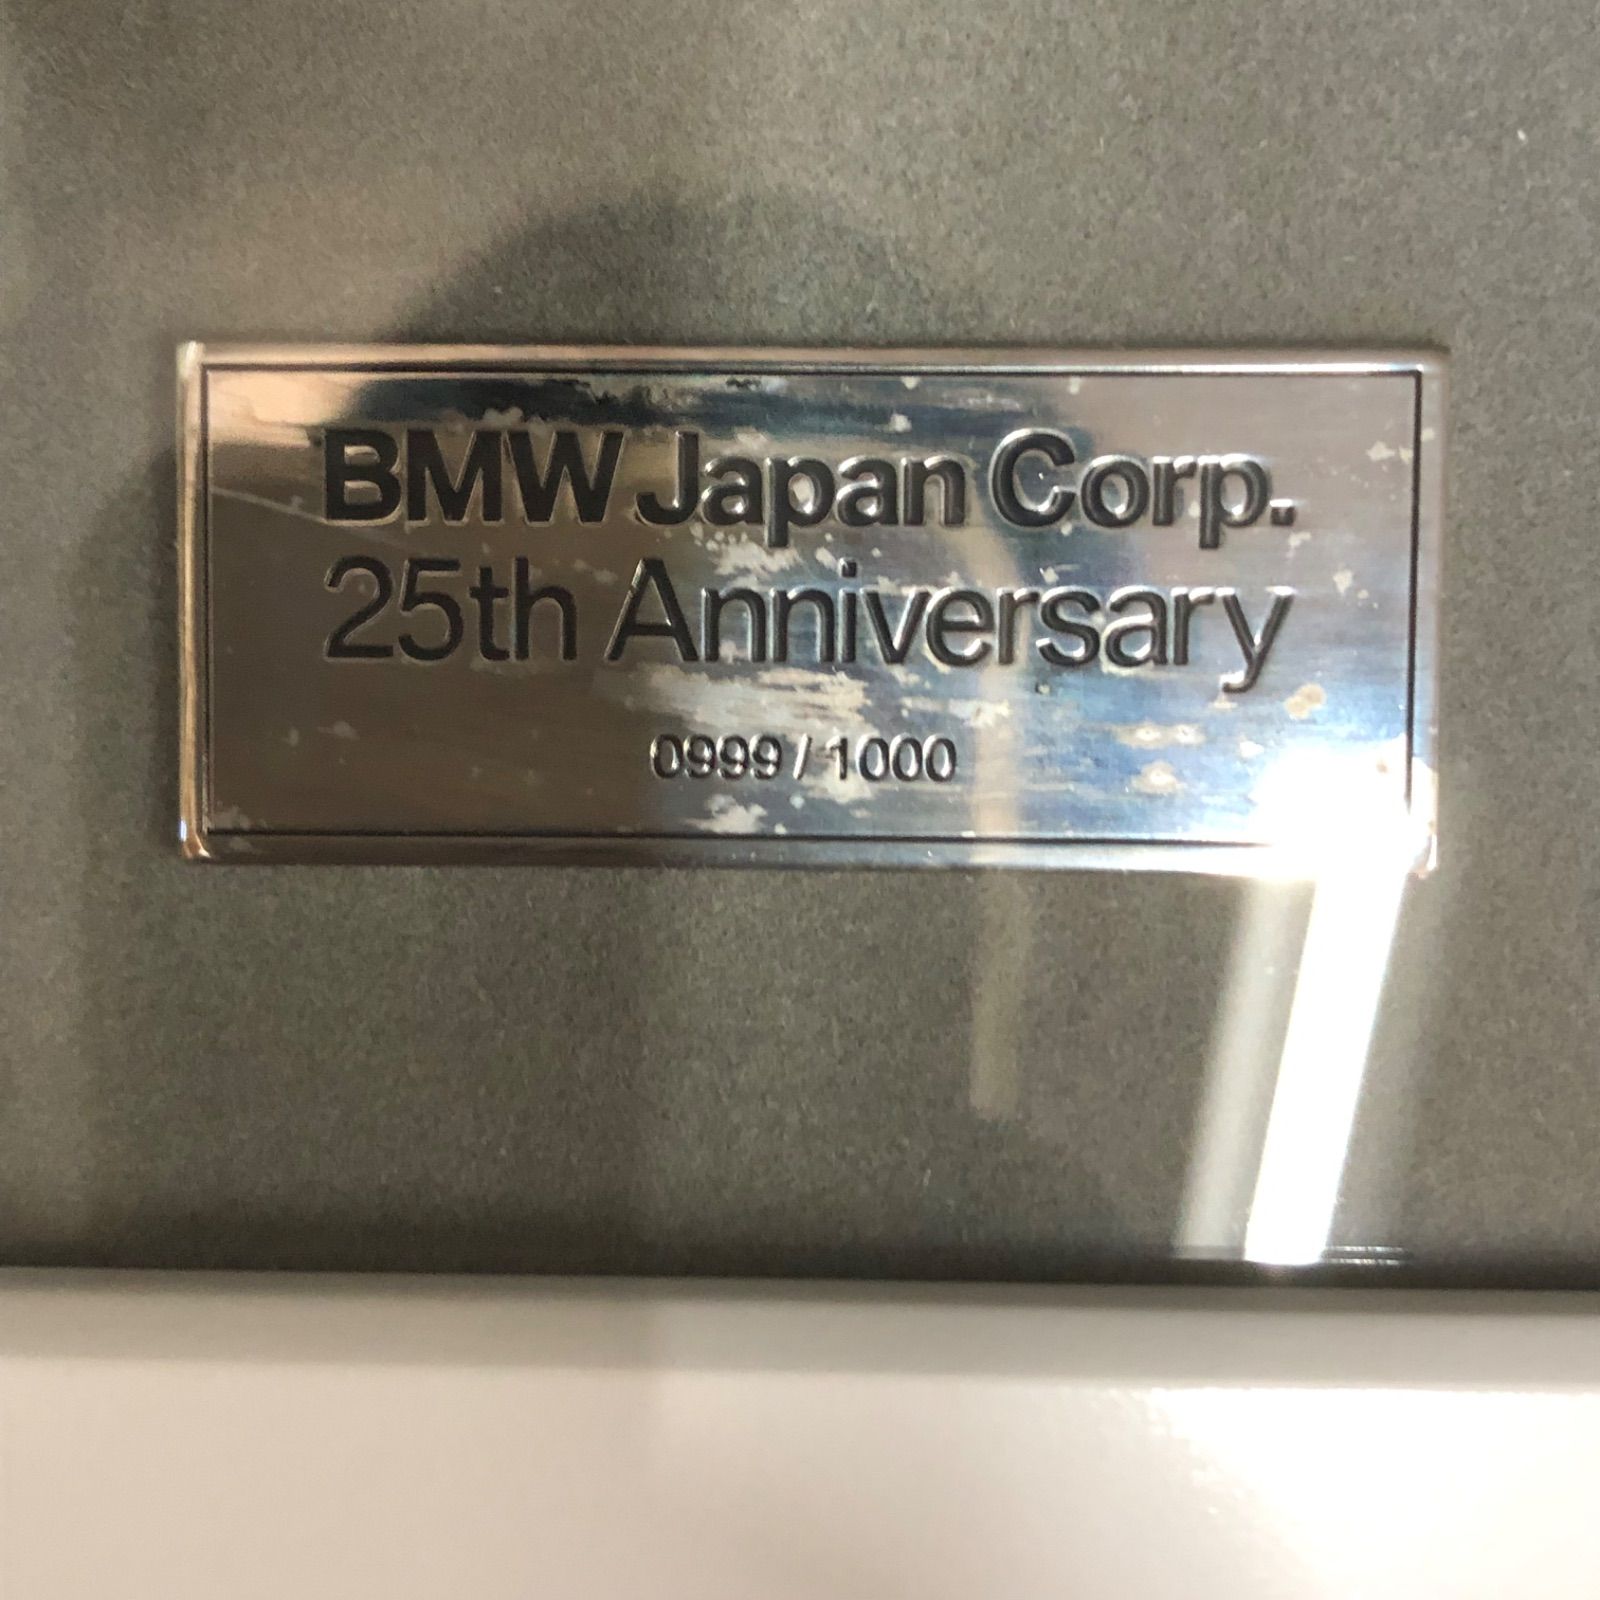 BMW Japan Corp.
25th Anniversary
0999 / 1000